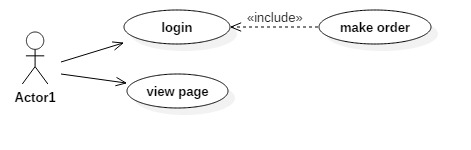 «include»
login
make order
Actor1
view page